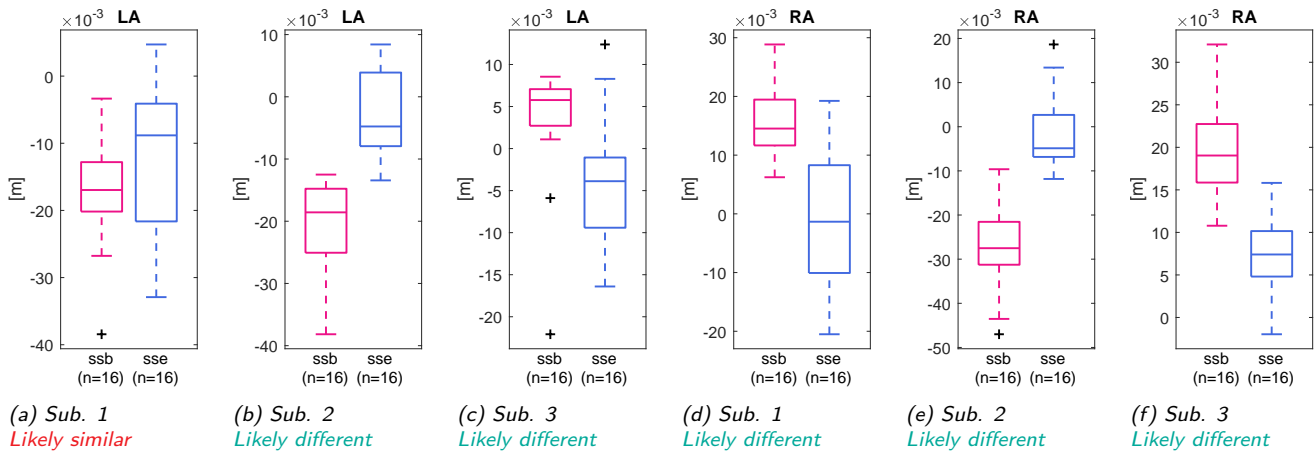 ×10⁻³ LA
[m]
0
-10
-20
-30
-40
ssb sse
(n=16) (n=16)
(a) Sub. 1
Likely similar
×10⁻³ LA
[m]
10
0
-10
-20
-30
-40
ssb sse
(n=16) (n=16)
(b) Sub. 2
Likely different
×10⁻³ LA
[m]
10
5
0
-5
-10
-15
-20
ssb sse
(n=16) (n=16)
(c) Sub. 3
Likely different
×10⁻³ RA
[m]
30
20
10
0
-10
-20
ssb sse
(n=16) (n=16)
(d) Sub. 1
Likely different
×10⁻³ RA
[m]
20
10
0
-10
-20
-30
-40
-50
ssb sse
(n=16) (n=16)
(e) Sub. 2
Likely different
×10⁻³ RA
[m]
30
25
20
15
10
5
0
ssb sse
(n=16) (n=16)
(f) Sub. 3
Likely different